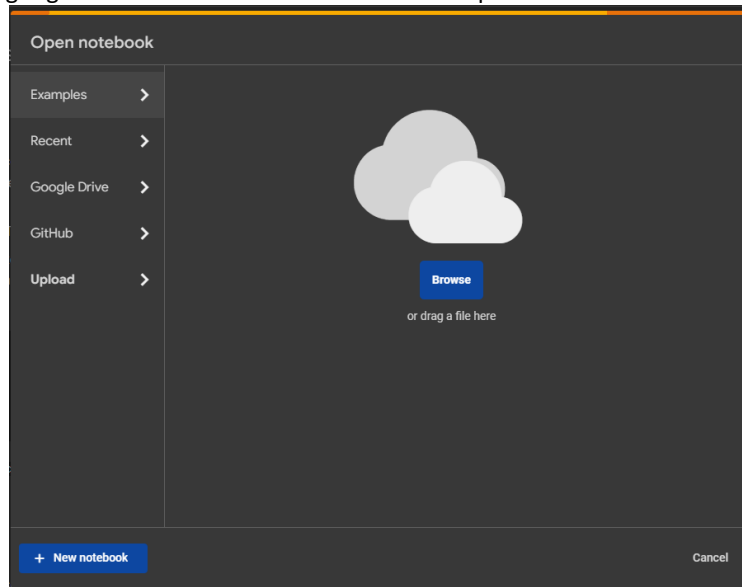 Open notebook
Examples
Recent
Google Drive
GitHub
Upload
Browse
or drag a file here
+ New notebook
Cancel